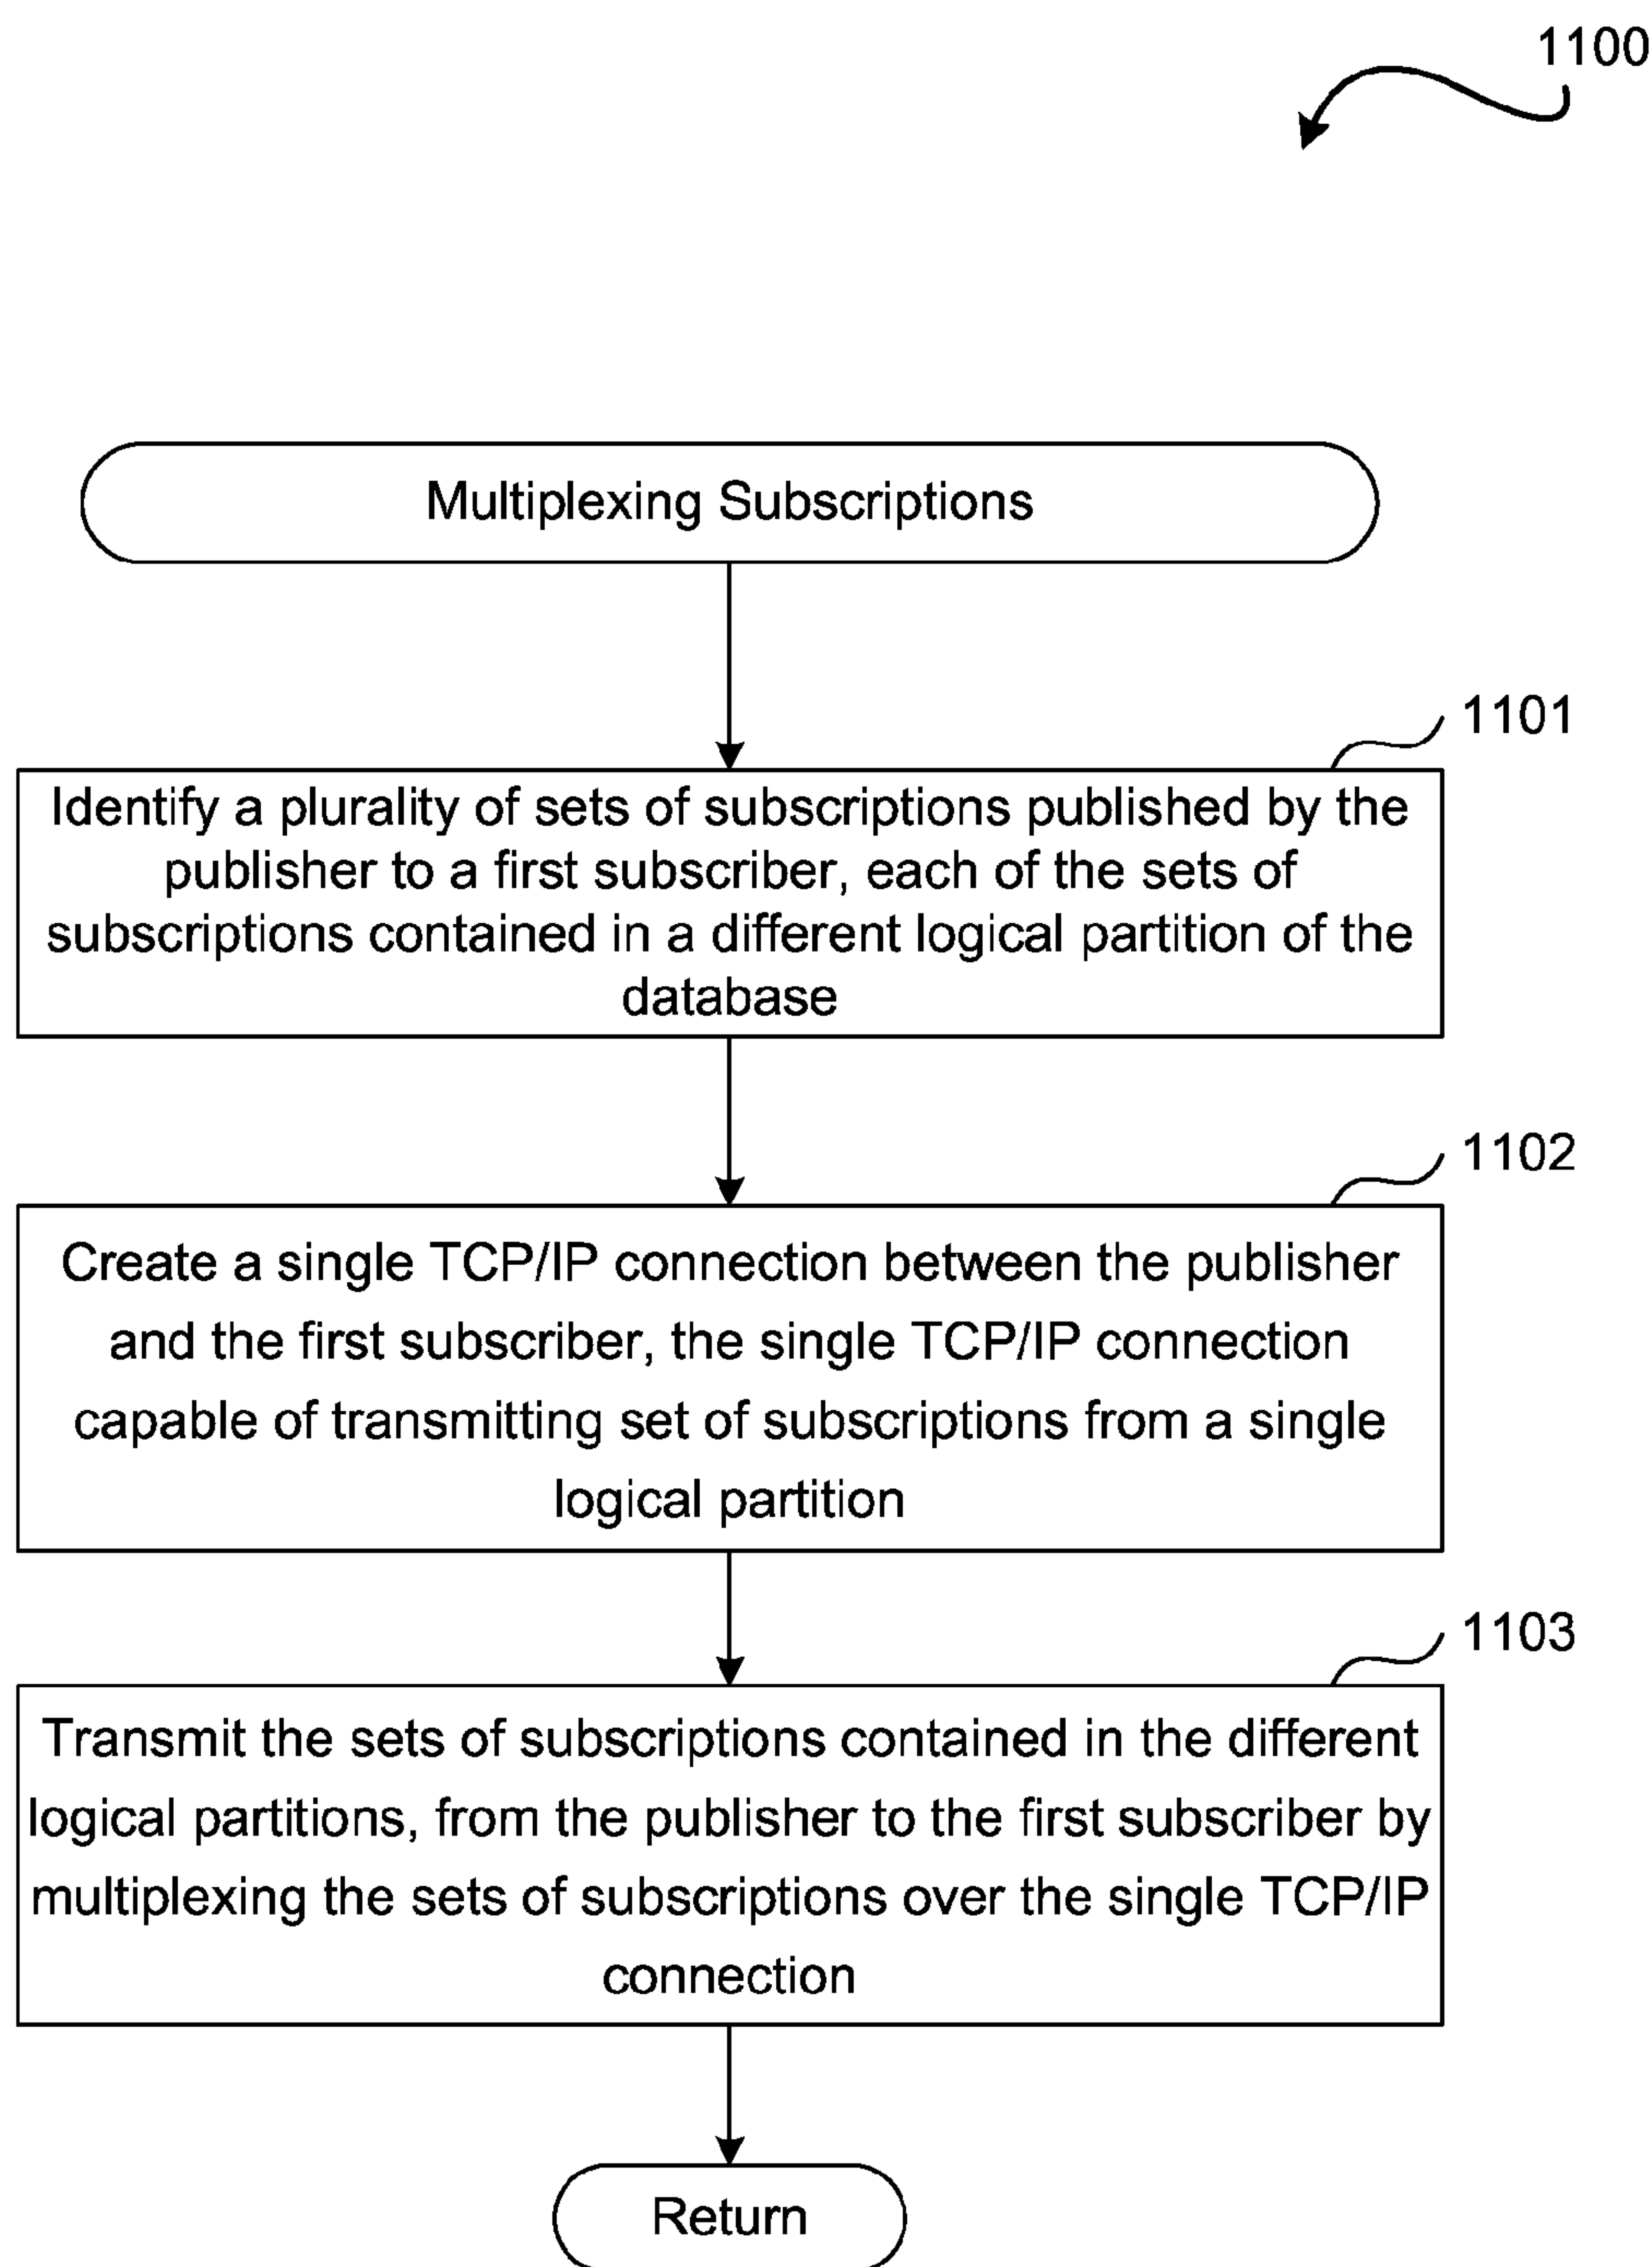 1100
Multiplexing Subscriptions
1101
Identify a plurality of sets of subscriptions published by the
publisher to a first subscriber, each of the sets of
subscriptions contained in a different logical partition of the
database
1102
Create a single TCP/IP connection between the publisher
and the first subscriber, the single TCP/IP connection
capable of transmitting set of subscriptions from a single
logical partition
1103
Transmit the sets of subscriptions contained in the different
logical partitions, from the publisher to the first subscriber by
multiplexing the sets of subscriptions over the single TCP/IP
connection
Return